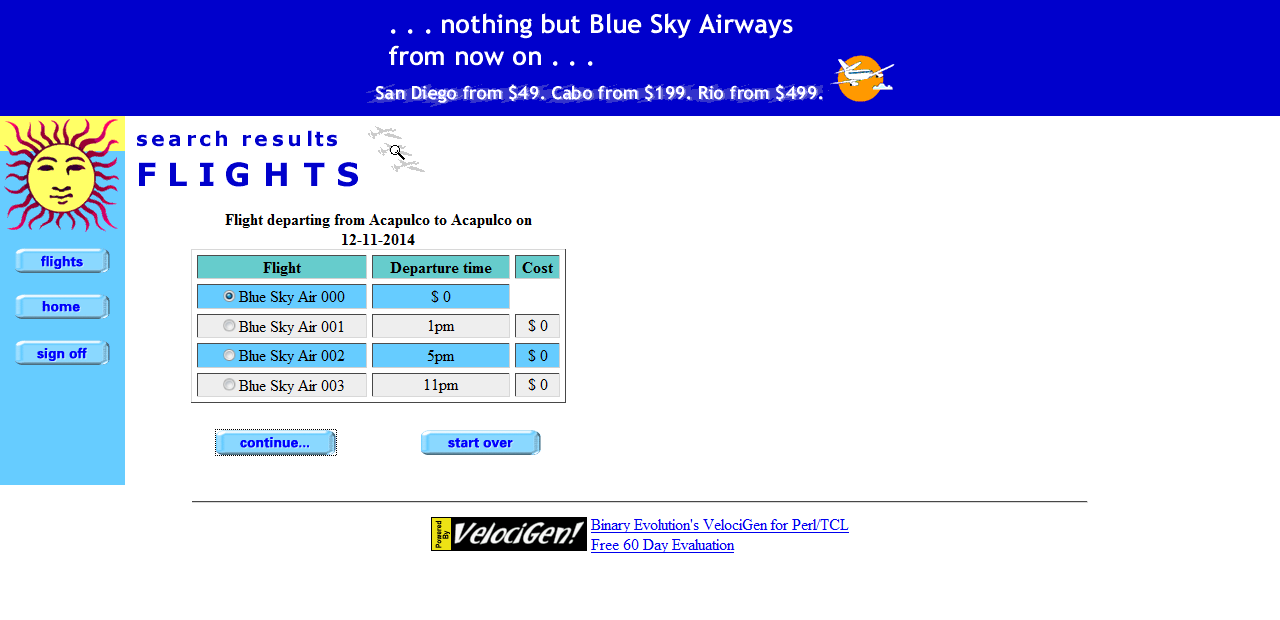 . . . nothing but Blue Sky Airways
from now on . . .
San Diego from $49. Cabo from $199. Rio from $499.
search results
FLIGHTS
flights
home
sign off
Flight departing from Acapulco to Acapulco on
12-11-2014
Flight Departure time Cost
Blue Sky Air 000 $ 0
Blue Sky Air 001 1pm $ 0
Blue Sky Air 002 5pm $ 0
Blue Sky Air 003 11pm $ 0
continue... start over
Powered By VelociGen!
Binary Evolution's VelociGen for Perl/TCL
Free 60 Day Evaluation